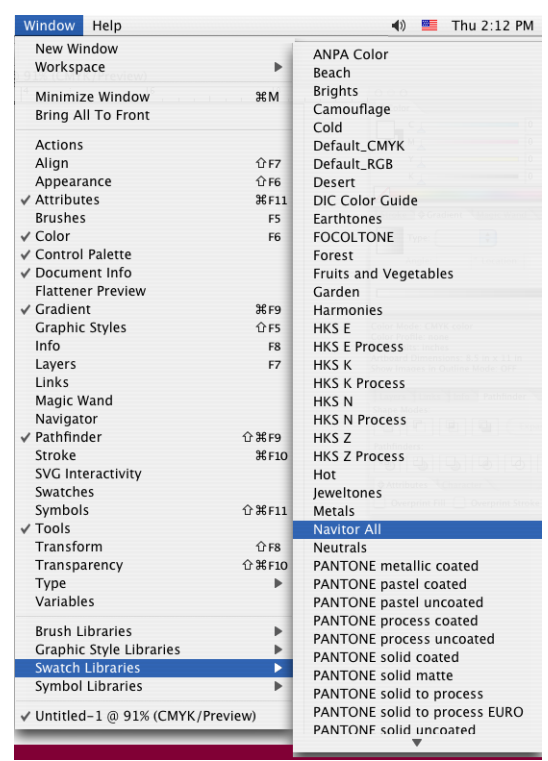 Window Help Thu 2:12 PM
New Window
Workspace
Minimize Window ⌘M
Bring All To Front
Actions
Align ⇧F7
Appearance ⇧F6
✓ Attributes ⌘F11
Brushes F5
✓ Color F6
✓ Control Palette
✓ Document Info
Flattener Preview
✓ Gradient ⌘F9
Graphic Styles ⇧F5
Info F8
Layers F7
Links
Magic Wand
Navigator
✓ Pathfinder ⇧⌘F9
Stroke ⌘F10
SVG Interactivity
Swatches
Symbols ⇧⌘F11
✓ Tools
Transform ⇧F8
Transparency ⇧⌘F10
Type
Variables
Brush Libraries
Graphic Style Libraries
Swatch Libraries
Symbol Libraries
✓ Untitled-1 @ 91% (CMYK/Preview)
ANPA Color
Beach
Brights
Camouflage
Cold
Default_CMYK
Default_RGB
Desert
DIC Color Guide
Earthtones
FOCOLTONE
Forest
Fruits and Vegetables
Garden
Harmonies
HKS E
HKS E Process
HKS K
HKS K Process
HKS N
HKS N Process
HKS Z
HKS Z Process
Hot
Jeweltones
Metals
Navitor All
Neutrals
PANTONE metallic coated
PANTONE pastel coated
PANTONE pastel uncoated
PANTONE process coated
PANTONE process uncoated
PANTONE solid coated
PANTONE solid matte
PANTONE solid to process
PANTONE solid to process EURO
PANTONE solid uncoated